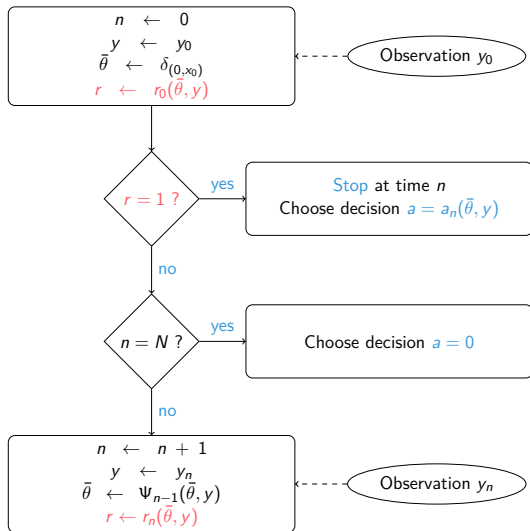 n ← 0
y ← y₀
θ̄ ← δ₍₀,ₓ₀₎
r ← r₀(θ̄, y)
Observation y₀
r = 1 ?
yes
Stop at time n
Choose decision a = aₙ(θ̄, y)
no
n = N ?
yes
Choose decision a = 0
no
n ← n + 1
y ← yₙ
θ̄ ← Ψₙ₋₁(θ̄, y)
r ← rₙ(θ̄, y)
Observation yₙ